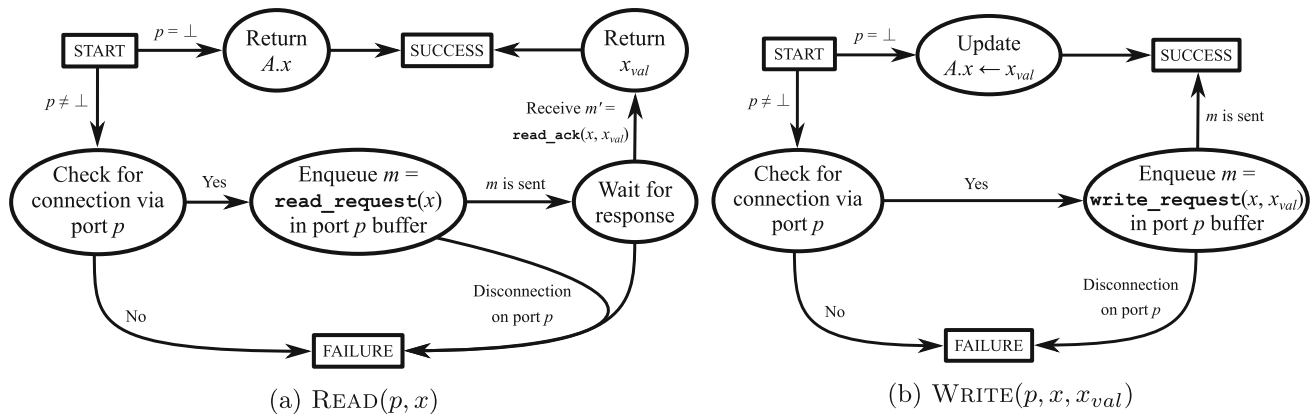 START
p = ⊥
Return
A.x
SUCCESS
Return
x_val
p ≠ ⊥
Receive m′ =
read_ack(x, x_val)
Check for
connection via
port p
Yes
Enqueue m =
read_request(x)
in port p buffer
m is sent
Wait for
response
No
Disconnection
on port p
FAILURE
(a) READ(p, x)
START
p = ⊥
Update
A.x ← x_val
SUCCESS
p ≠ ⊥
m is sent
Check for
connection via
port p
Yes
Enqueue m =
write_request(x, x_val)
in port p buffer
No
Disconnection
on port p
FAILURE
(b) WRITE(p, x, x_val)